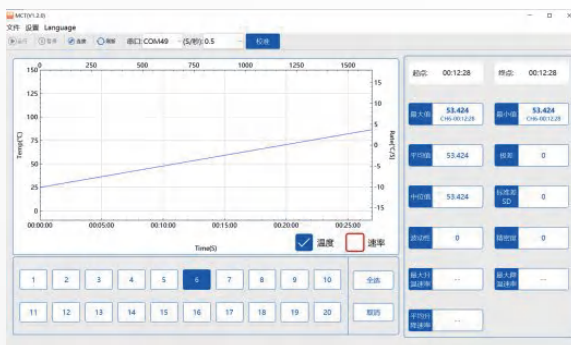 MCT(V1.2.0)
文件 设置 Language
运行 暂停 连接 刷新 串口: COM49 (S/秒): 0.5 校准
0 250 500 750 1000 1250 1500
150
125
100
75
50
25
0
Temp(℃)
15
10
5
0
-5
-10
-15
Rate(℃/S)
00:00:00 00:05:00 00:10:00 00:15:00 00:20:00 00:25:00
Time(S)
温度 速率
1 2 3 4 5 6 7 8 9 10 全选
11 12 13 14 15 16 17 18 19 20 取消
起点: 00:12:28 终点: 00:12:28
最大值 53.424 CH6-00:12:28 最小值 53.424 CH6-00:12:28
平均值 53.424 极差 0
中位值 53.424 标准差 SD 0
波动性 0 精密度 0
最大升温速率 -- 最大降温速率 --
平均升降速率 --